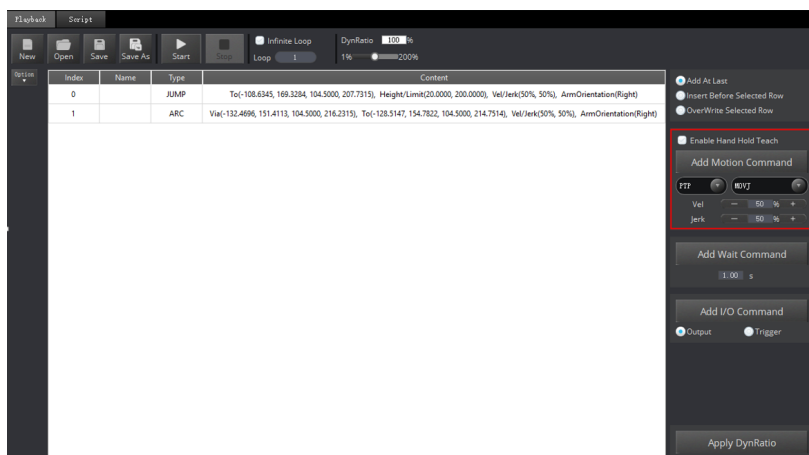 Playback Script
New Open Save Save As Start Stop
Infinite Loop
Loop 1
DynRatio 100 %
1% 200%
Option
Index Name Type Content
0 JUMP To(-108.6345, 169.3284, 104.5000, 207.7315), Height/Limit(20.0000, 200.0000), Vel/Jerk(50%, 50%), ArmOrientation(Right)
1 ARC Via(-132.4696, 151.4113, 104.5000, 216.2315), To(-128.5147, 154.7822, 104.5000, 214.7514), Vel/Jerk(50%, 50%), ArmOrientation(Right)
Add At Last
Insert Before Selected Row
OverWrite Selected Row
Enable Hand Hold Teach
Add Motion Command
PTP MOVJ
Vel − 50 % +
Jerk − 50 % +
Add Wait Command
1.00 s
Add I/O Command
Output Trigger
Apply DynRatio